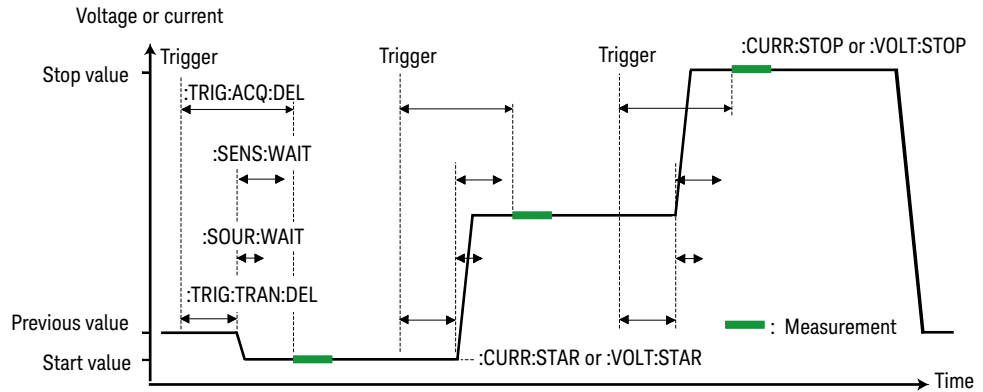 Voltage or current
Trigger
Trigger
Trigger
:CURR:STOP or :VOLT:STOP
Stop value
:TRIG:ACQ:DEL
:SENS:WAIT
:SOUR:WAIT
:TRIG:TRAN:DEL
Previous value
: Measurement
Start value
:CURR:STAR or :VOLT:STAR
Time